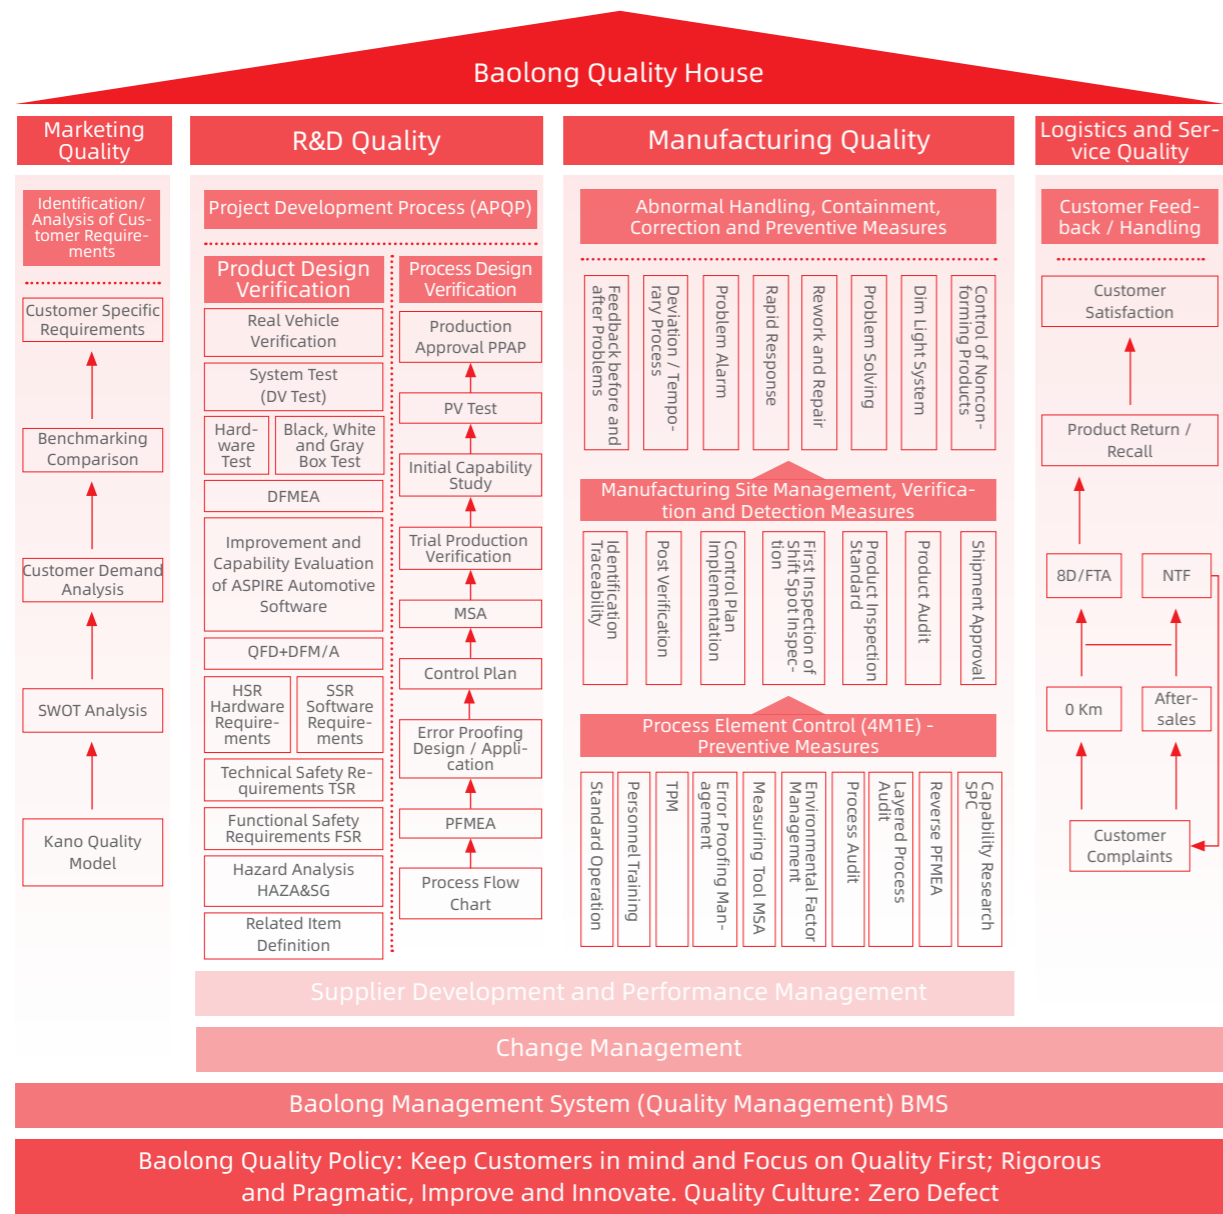 Baolong Quality House
Marketing
Quality
Identification/
Analysis of Cus-
tomer Require-
ments
Customer Specific
Requirements
Benchmarking
Comparison
Customer Demand
Analysis
SWOT Analysis
Kano Quality
Model
R&D Quality
Project Development Process (APQP)
Product Design
Verification
Real Vehicle
Verification
System Test
(DV Test)
Hard-
ware
Test
Black, White
and Gray
Box Test
DFMEA
Improvement and
Capability Evaluation
of ASPIRE Automotive
Software
QFD+DFM/A
HSR
Hardware
Require-
ments
SSR
Software
Require-
ments
Technical Safety Re-
quirements TSR
Functional Safety
Requirements FSR
Hazard Analysis
HAZA&SG
Related Item
Definition
Process Design
Verification
Production
Approval PPAP
PV Test
Initial Capability
Study
Trial Production
Verification
MSA
Control Plan
Error Proofing
Design / Appli-
cation
PFMEA
Process Flow
Chart
Manufacturing Quality
Abnormal Handling, Containment,
Correction and Preventive Measures
Feedback before and
after Problems
Deviation / Tempo-
rary Process
Problem Alarm
Rapid Response
Rework and Repair
Problem Solving
Dim Light System
Control of Noncon-
forming Products
Manufacturing Site Management, Verifica-
tion and Detection Measures
Identification
Traceability
Post Verification
Control Plan
Implementation
First Inspection of
Shift Spot Inspec-
tion
Product Inspection
Standard
Product Audit
Shipment Approval
Process Element Control (4M1E) -
Preventive Measures
Standard Operation
Personnel Training
TPM
Error Proofing Man-
agement
Measuring Tool MSA
Environmental Factor
Management
Process Audit
Layered Process
Audit
Reverse PFMEA
Capability Research
SPC
Logistics and Ser-
vice Quality
Customer Feed-
back / Handling
Customer
Satisfaction
Product Return /
Recall
8D/FTA
NTF
0 Km
After-
sales
Customer
Complaints
Supplier Development and Performance Management
Change Management
Baolong Management System (Quality Management) BMS
Baolong Quality Policy: Keep Customers in mind and Focus on Quality First; Rigorous
and Pragmatic, Improve and Innovate. Quality Culture: Zero Defect